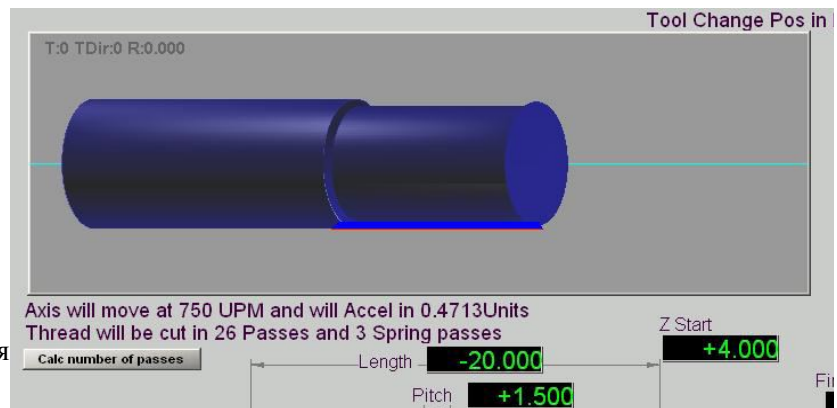 Tool Change Pos in
T:0 TDir:0 R:0.000
Axis will move at 750 UPM and will Accel in 0.4713Units
Thread will be cut in 26 Passes and 3 Spring passes
Z Start
я
Calc number of passes
Length -20.000
+4.000
Pitch +1.500